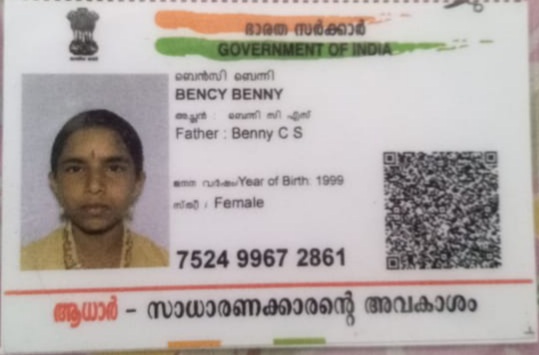 ഭാരത സർക്കാർ
GOVERNMENT OF INDIA
ബെൻസി ബെന്നി
BENCY BENNY
അച്ഛൻ : ബെന്നി സി എസ്
Father : Benny C S
ജനന വർഷം/Year of Birth: 1999
സ്ത്രീ : Female
7524 9967 2861
ആധാർ - സാധാരണക്കാരന്റെ അവകാശം